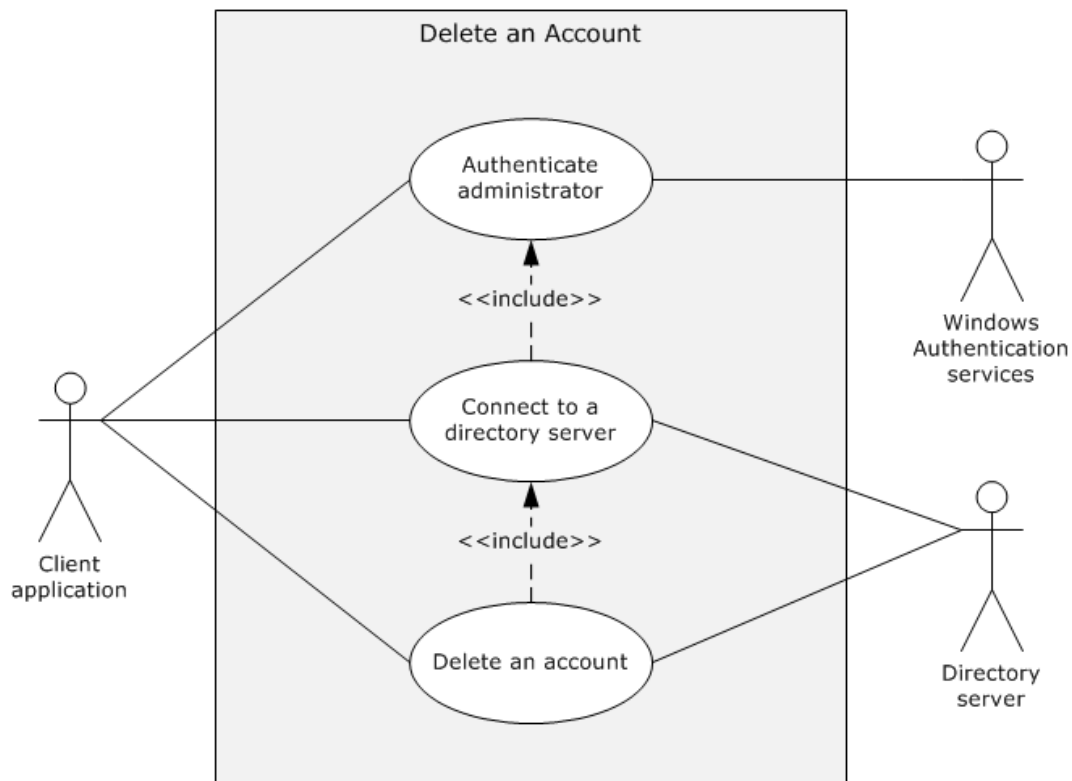 Delete an Account
Authenticate
administrator
<<include>>
Windows
Authentication
services
Connect to a
directory server
<<include>>
Client
application
Delete an account
Directory
server